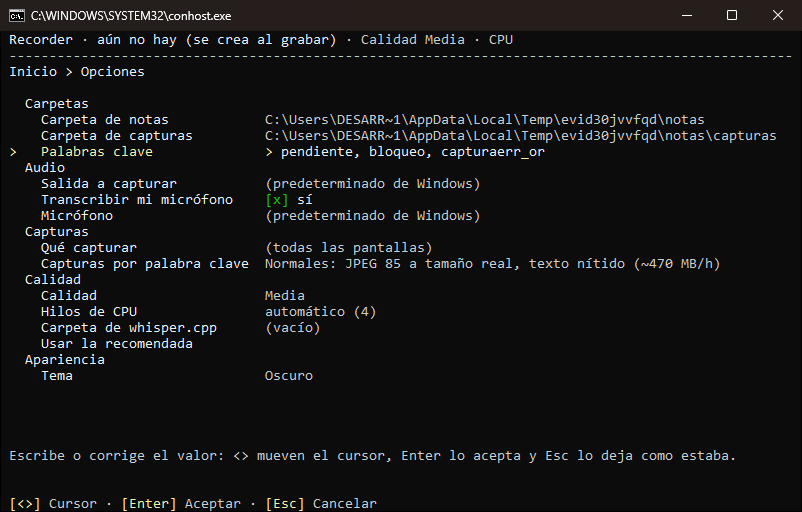 C:\WINDOWS\SYSTEM32\conhost.exe
Recorder · aún no hay (se crea al grabar) · Calidad Media · CPU
--------------------------------------------------------------------------------------------------
Inicio > Opciones
Carpetas
Carpeta de notas C:\Users\DESARR~1\AppData\Local\Temp\evid30jvvfqd\notas
Carpeta de capturas C:\Users\DESARR~1\AppData\Local\Temp\evid30jvvfqd\notas\capturas
> Palabras clave > pendiente, bloqueo, capturaerr_or
Audio
Salida a capturar (predeterminado de Windows)
Transcribir mi micrófono [x] sí
Micrófono (predeterminado de Windows)
Capturas
Qué capturar (todas las pantallas)
Capturas por palabra clave Normales: JPEG 85 a tamaño real, texto nítido (~470 MB/h)
Calidad
Calidad Media
Hilos de CPU automático (4)
Carpeta de whisper.cpp (vacío)
Usar la recomendada
Apariencia
Tema Oscuro
Escribe o corrige el valor: <> mueven el cursor, Enter lo acepta y Esc lo deja como estaba.
[<>] Cursor · [Enter] Aceptar · [Esc] Cancelar